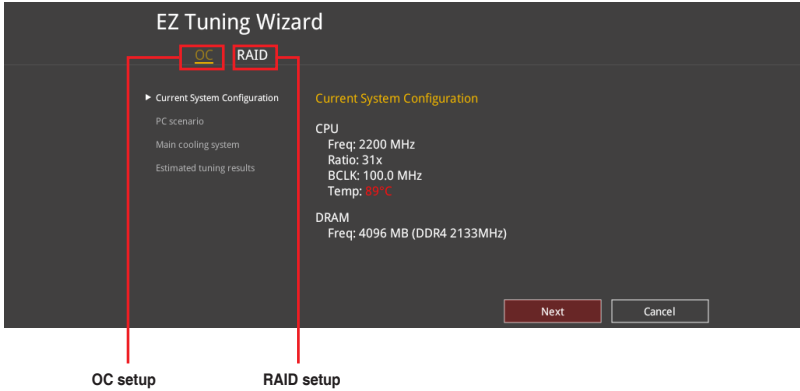 EZ Tuning Wizard
OC RAID
Current System Configuration
PC scenario
Main cooling system
Estimated tuning results
Current System Configuration
CPU
Freq: 2200 MHz
Ratio: 31x
BCLK: 100.0 MHz
Temp: 89°C
DRAM
Freq: 4096 MB (DDR4 2133MHz)
Next Cancel
OC setup RAID setup